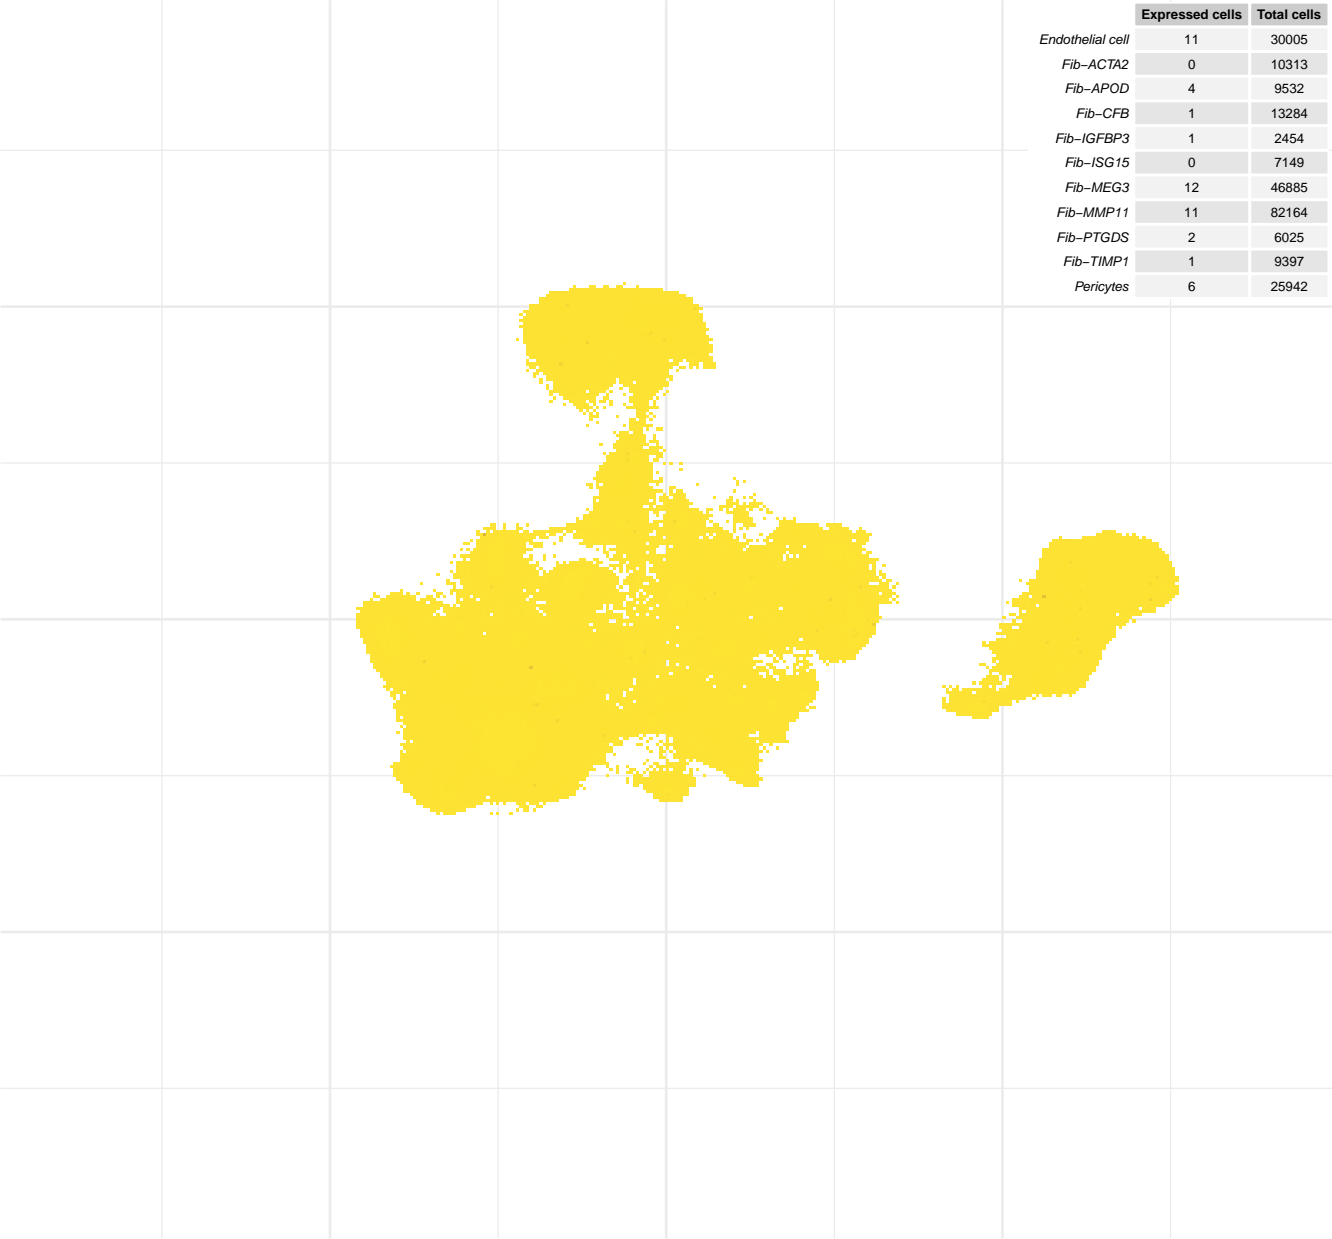 Expressed cells Total cells
Endothelial cell 11 30005
Fib−ACTA2 0 10313
Fib−APOD 4 9532
Fib−CFB 1 13284
Fib−IGFBP3 1 2454
Fib−ISG15 0 7149
Fib−MEG3 12 46885
Fib−MMP11 11 82164
Fib−PTGDS 2 6025
Fib−TIMP1 1 9397
Pericytes 6 25942